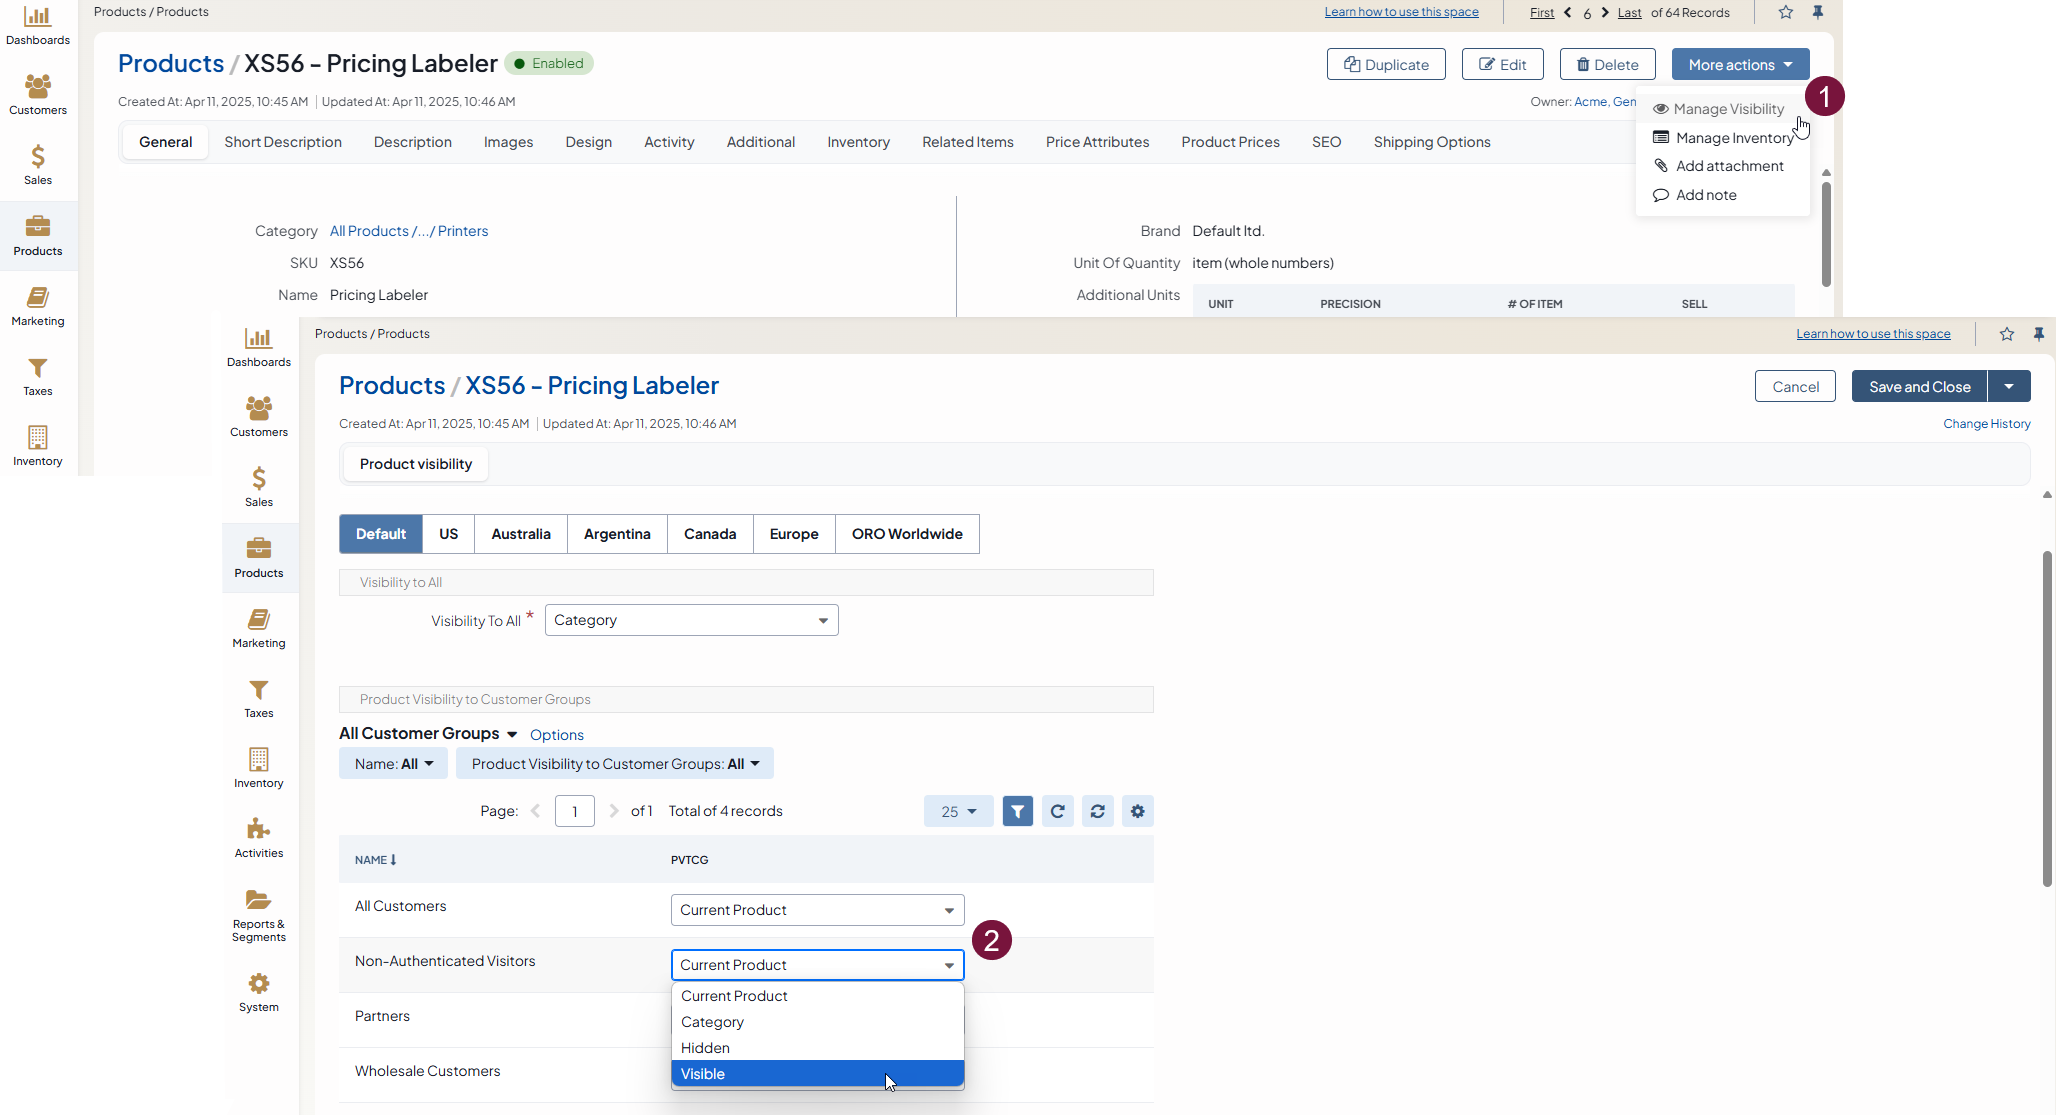 Products / Products
Learn how to use this space
First 6 Last of 64 Records
Products / XS56 - Pricing Labeler Enabled
Duplicate Edit Delete More actions
Created At: Apr 11, 2025, 10:45 AM Updated At: Apr 11, 2025, 10:46 AM
Owner: Acme, Gen
1
Manage Visibility
Manage Inventory
Add attachment
Add note
General Short Description Description Images Design Activity Additional Inventory Related Items Price Attributes Product Prices SEO Shipping Options
Category All Products /.../ Printers
SKU XS56
Name Pricing Labeler
Brand Default ltd.
Unit Of Quantity item (whole numbers)
Additional Units
UNIT PRECISION # OF ITEM SELL
Dashboards
Customers
Sales
Products
Marketing
Taxes
Inventory
Products / Products
Learn how to use this space
Products / XS56 - Pricing Labeler
Cancel Save and Close
Created At: Apr 11, 2025, 10:45 AM Updated At: Apr 11, 2025, 10:46 AM
Change History
Product visibility
Default US Australia Argentina Canada Europe ORO Worldwide
Visibility to All
Visibility To All * Category
Product Visibility to Customer Groups
All Customer Groups Options
Name: All Product Visibility to Customer Groups: All
Page: 1 of 1 Total of 4 records 25
NAME PVTCG
All Customers Current Product
2
Non-Authenticated Visitors Current Product
Current Product
Category
Hidden
Visible
Partners
Wholesale Customers
Dashboards
Customers
Sales
Products
Marketing
Taxes
Inventory
Activities
Reports &
Segments
System